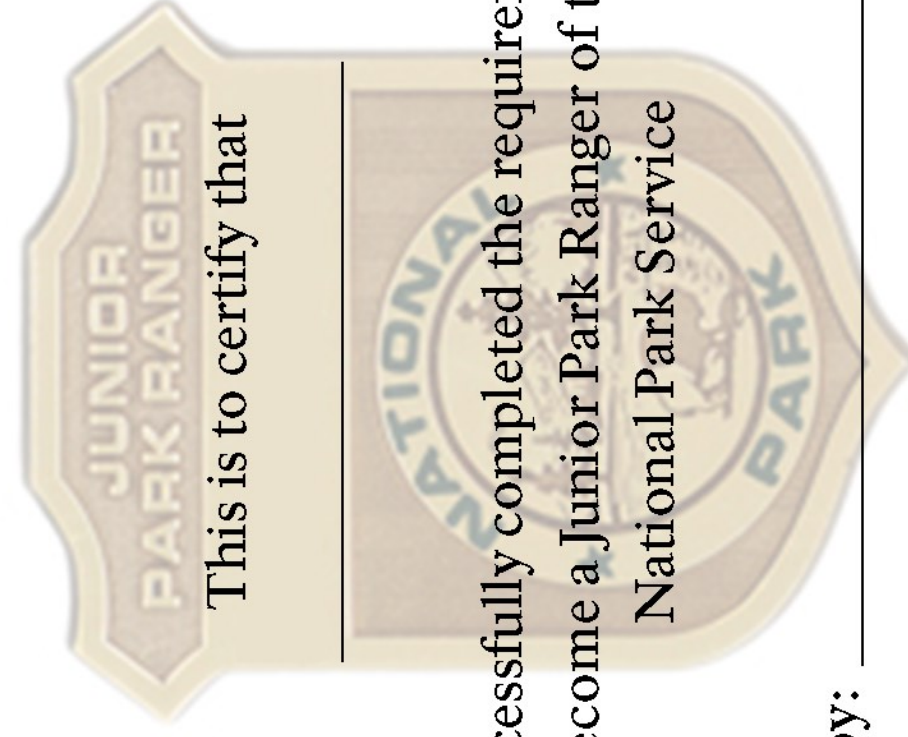 JUNIOR
PARK RANGER
This is to certify that
cessfully completed the require
NATIONAL
ecome a Junior Park Ranger of t
National Park Service
PARK
by: